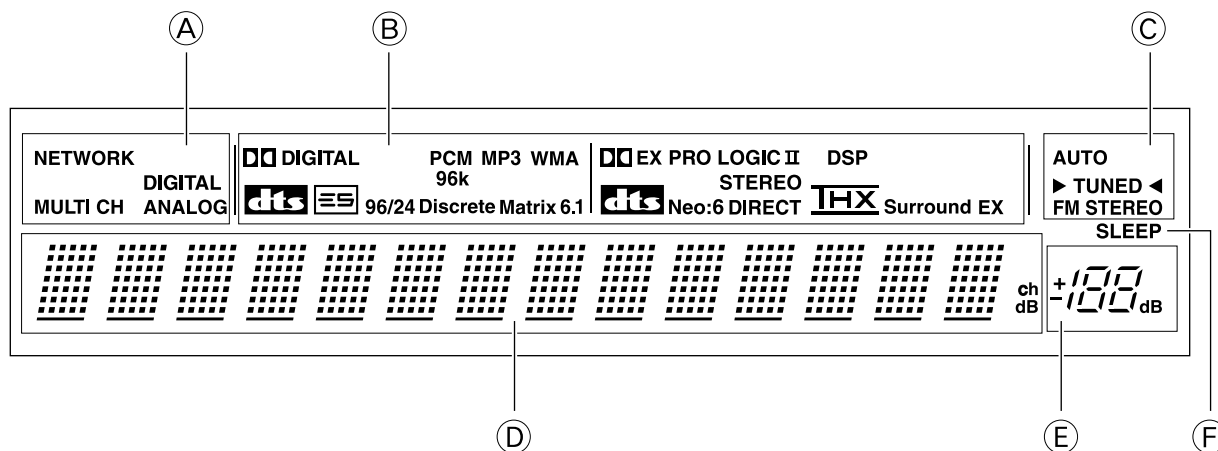 A B C
NETWORK
DIGITAL
MULTI CH ANALOG
DIGITAL PCM MP3 WMA
96k
dts ES 96/24 Discrete Matrix 6.1
EX PRO LOGIC II DSP
STEREO
dts Neo:6 DIRECT THX Surround EX
AUTO
▶ TUNED ◀
FM STEREO
SLEEP
ch
dB
+
-188 dB
D E F